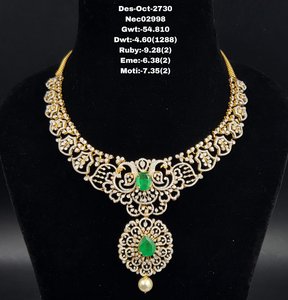 Des-Oct-2730
Nec02998
Gwt:-54.810
Dwt:-4.60(1288)
Ruby:-9.28(2)
Eme:-6.38(2)
Moti:-7.35(2)